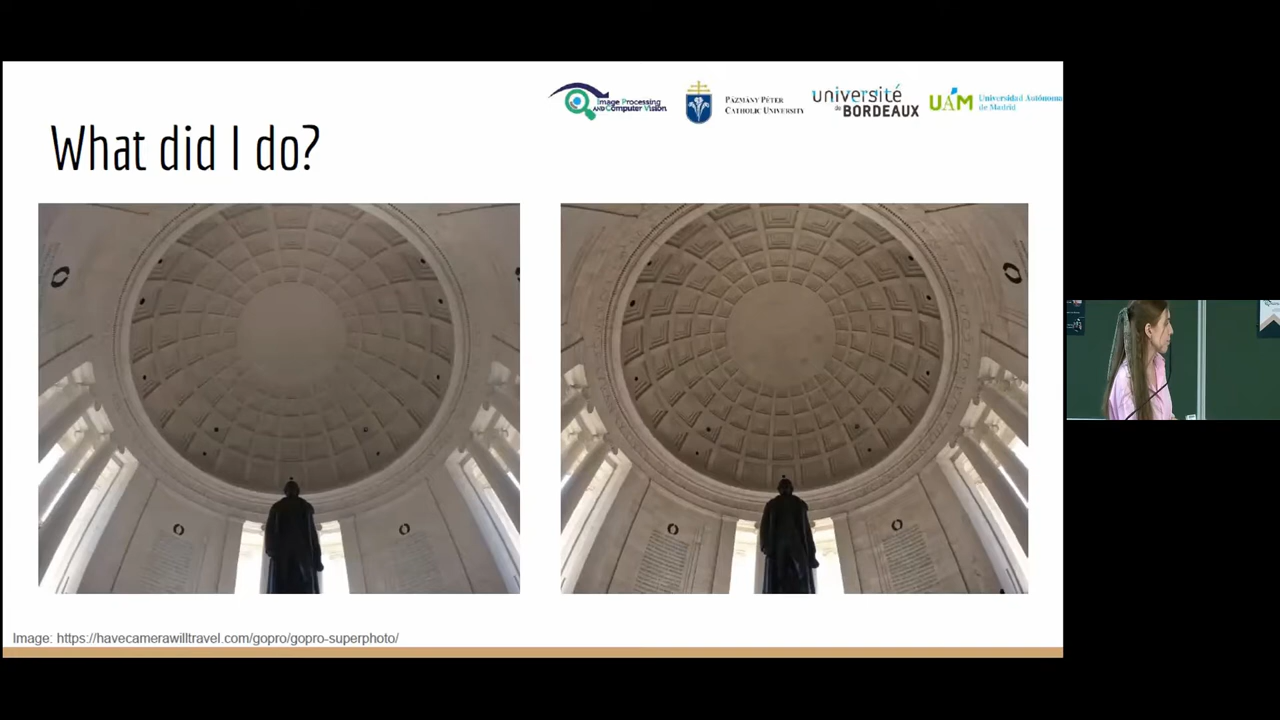 Image Processing
AND Computer Vision
PÁZMÁNY PÉTER
CATHOLIC UNIVERSITY
université
de BORDEAUX
UAM
Universidad Autónoma
de Madrid
What did I do?
Image: https://havecamerawilltravel.com/gopro/gopro-superphoto/